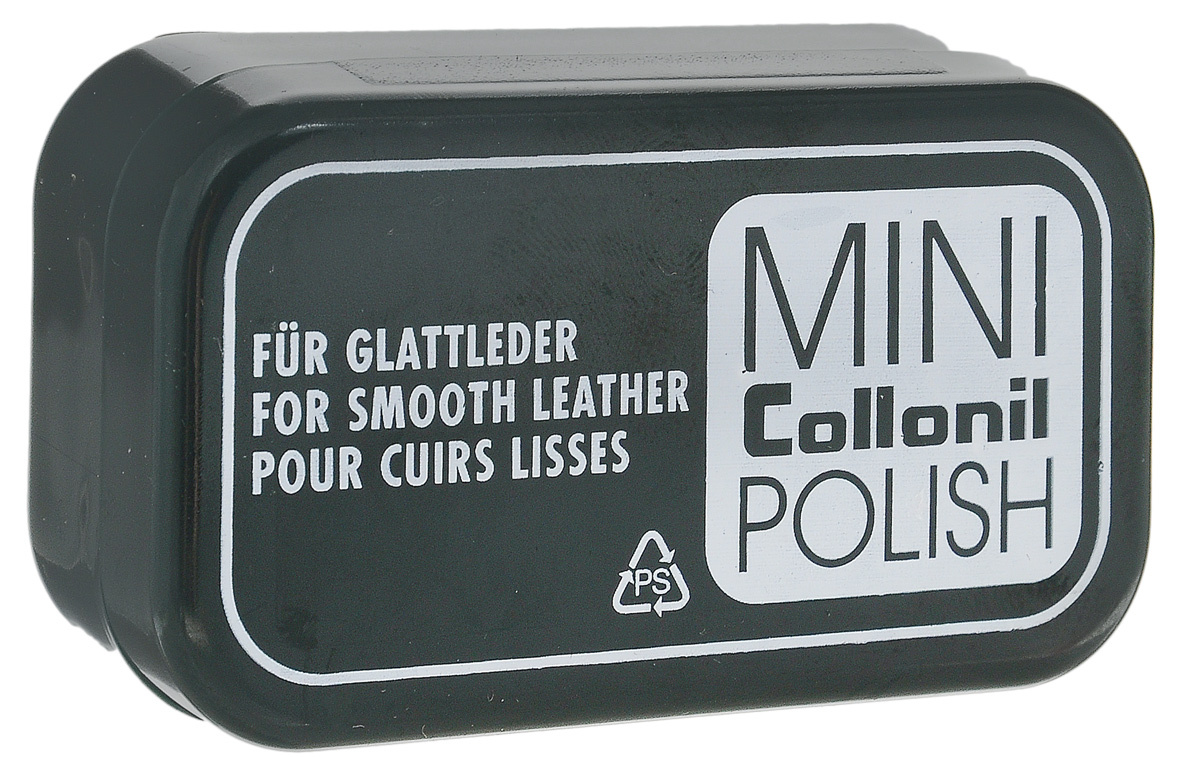 FÜR GLATTLEDER
FOR SMOOTH LEATHER
POUR CUIRS LISSES
PS
MINI
Collonil
POLISH